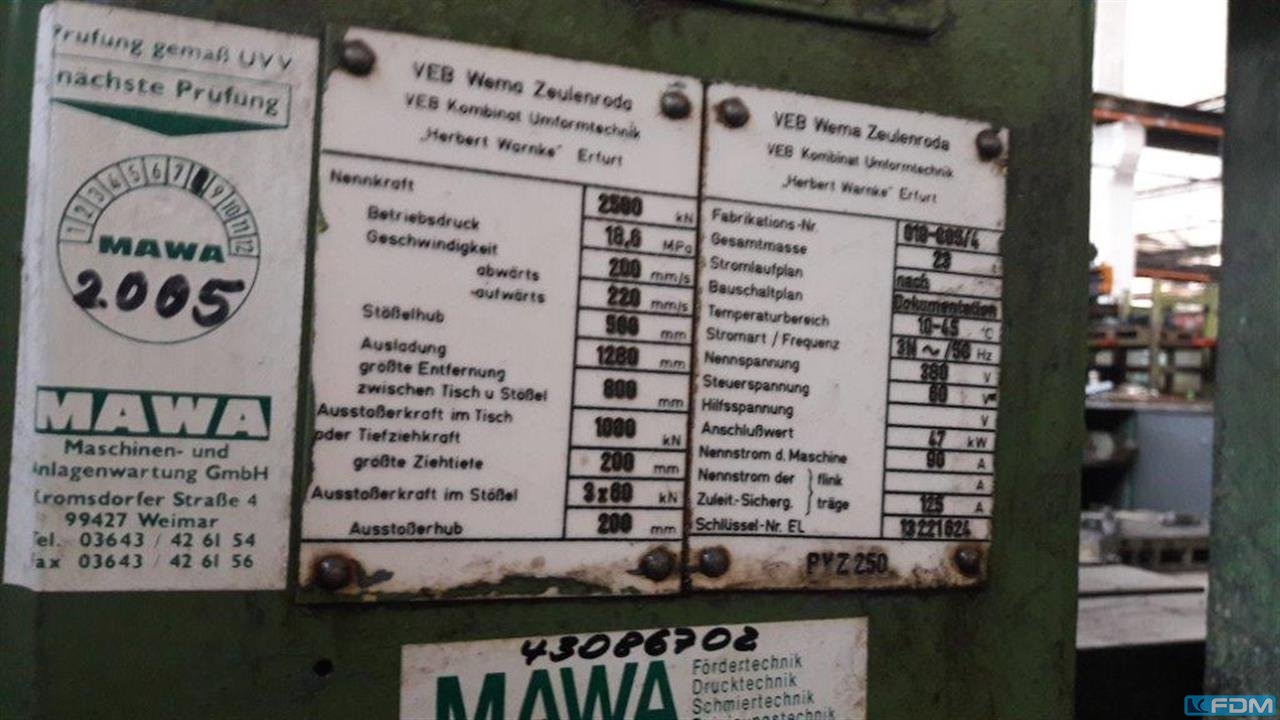 Prüfung gemäß UVV
nächste Prüfung
1 2 3 4 5 6 7 9 10 11 12
MAWA
2005
MAWA
Maschinen- und
Anlagenwartung GmbH
Kromsdorfer Straße 4
99427 Weimar
Tel. 03643 / 42 61 54
Fax 03643 / 42 61 56
VEB Wema Zeulenroda
VEB Kombinat Umformtechnik
„Herbert Warnke" Erfurt
Nennkraft 2500 kN
Betriebsdruck 18,6 MPa
Geschwindigkeit
abwärts 200 mm/s
aufwärts 220 mm/s
Stößelhub 500 mm
Ausladung 1280 mm
größte Entfernung
zwischen Tisch u Stößel 800 mm
Ausstoßerkraft im Tisch
oder Tiefziehkraft 1000 kN
größte Ziehtiefe 200 mm
Ausstoßerkraft im Stößel 3x60 kN
Ausstoßerhub 200 mm
VEB Wema Zeulenroda
VEB Kombinat Umformtechnik
„Herbert Warnke" Erfurt
Fabrikations-Nr.
Gesamtmasse 23 t
Stromlaufplan nach
Bauschaltplan Dokumentation
Temperaturbereich 10-45 °C
Stromart / Frequenz 3N ~ /50 Hz
Nennspannung 380 V
Steuerspannung V
Hilfsspannung V
Anschlußwert 47 kW
Nennstrom d. Maschine 90 A
Nennstrom der flink A
Zuleit.-Sicherg. träge 125 A
Schlüssel-Nr. EL 13221624
PYZ 250
43086702
MAWA
Fördertechnik
Drucktechnik
Schmiertechnik
LC FDM